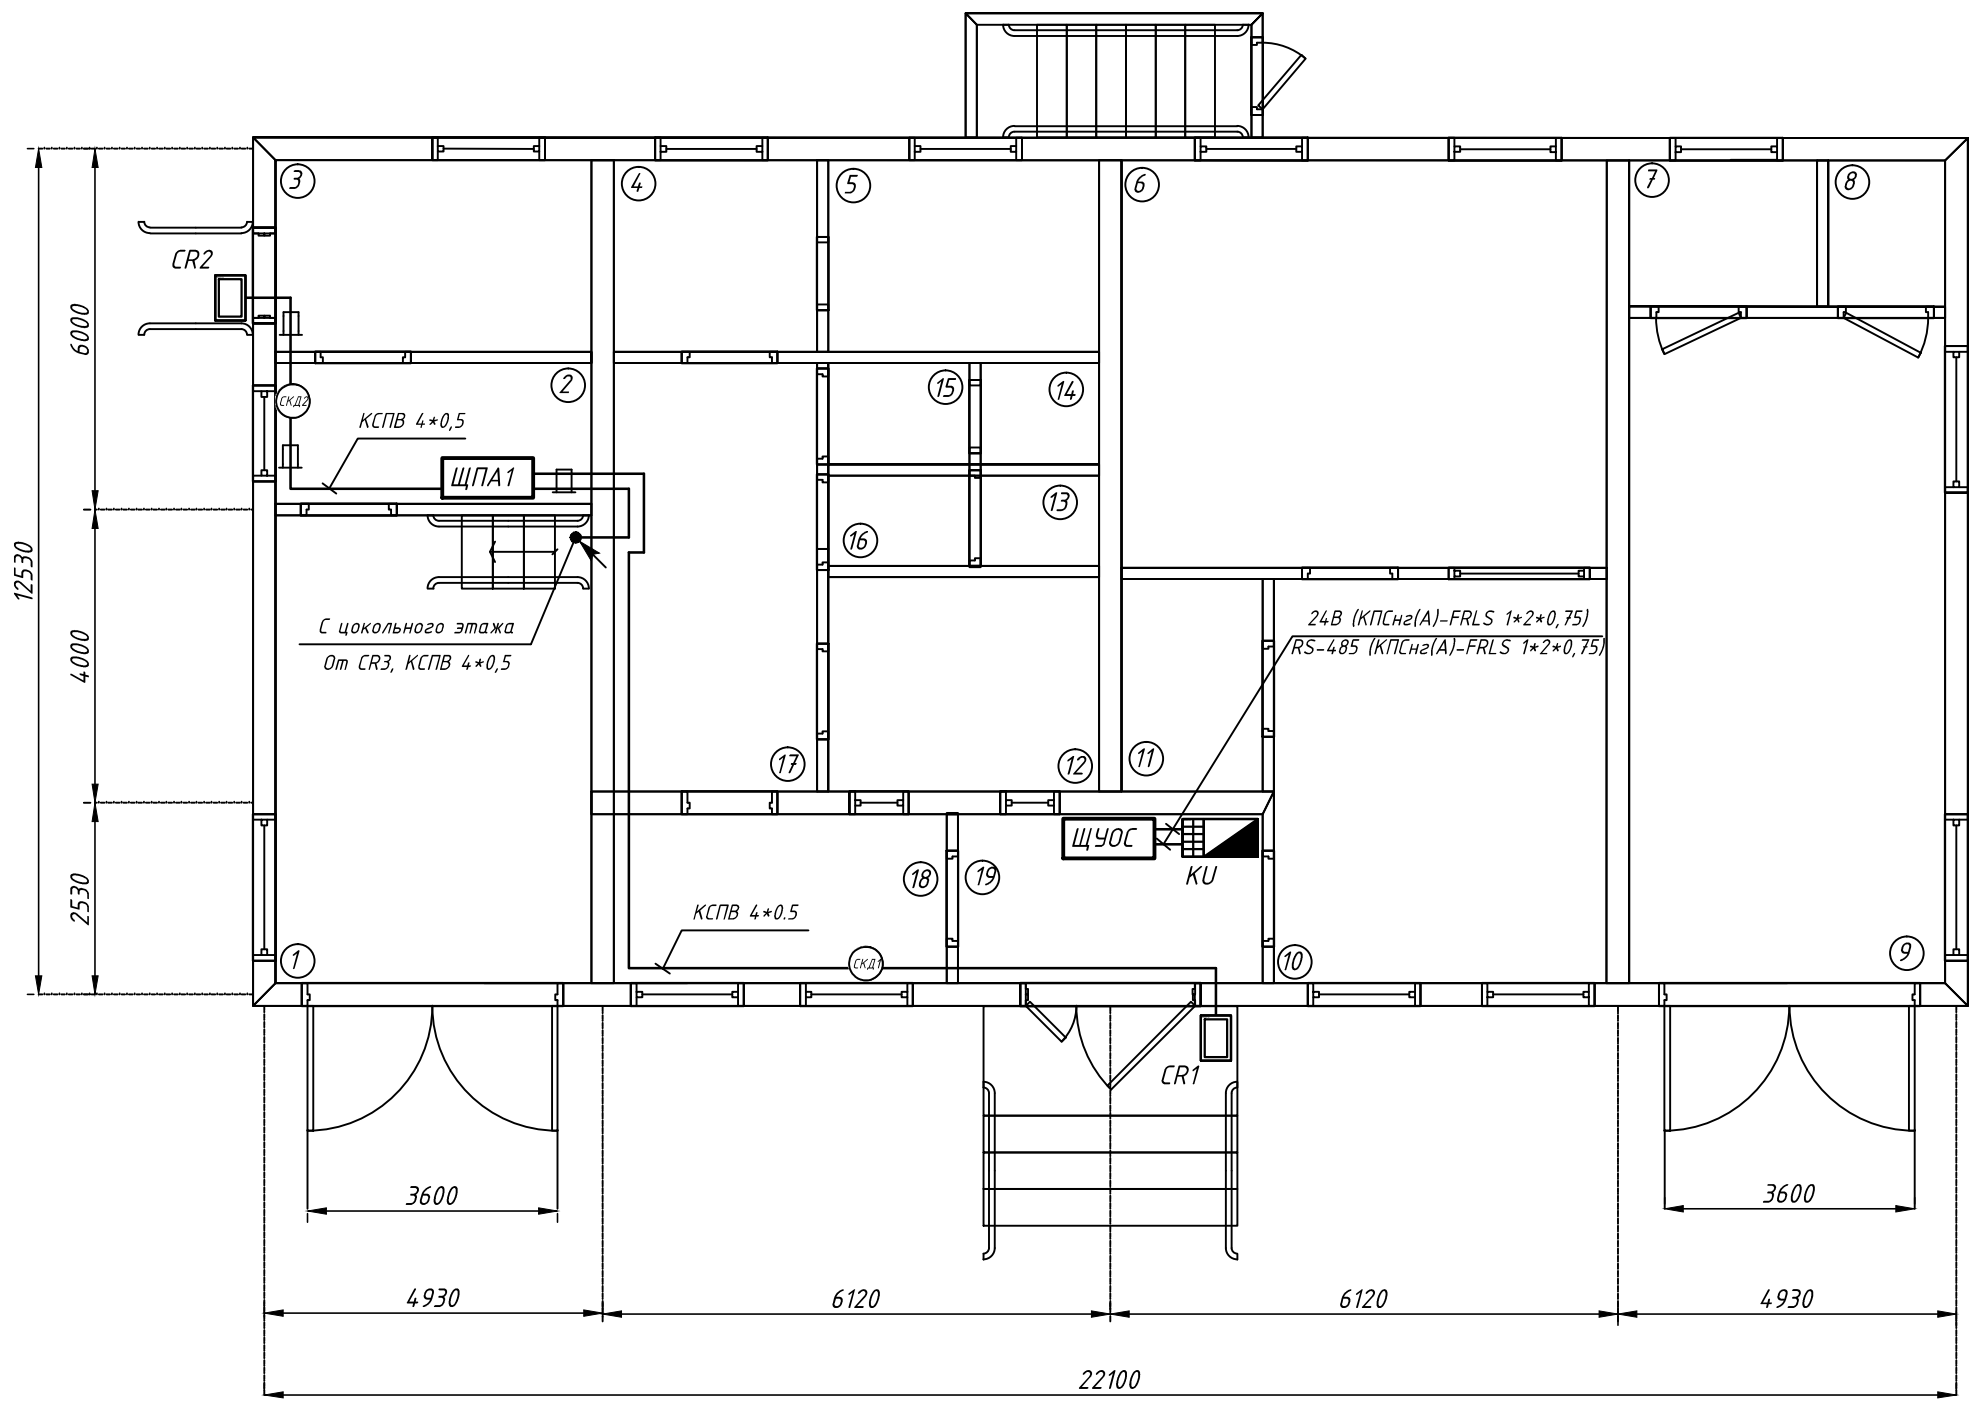 3
4
5
6
7
8
CR2
6000
2
15
14
СКД2
КСПВ 4*0,5
ЩПА1
13
16
12530
4000
С цокольного этажа
От CR3, КСПВ 4*0,5
24В (КПСнг(А)-FRLS 1*2*0,75)
RS-485 (КПСнг(А)-FRLS 1*2*0,75)
17
12
11
ЩУОС
KU
2530
18
19
КСПВ 4*0.5
СКД1
1
10
9
CR1
3600
3600
4930
6120
6120
4930
22100